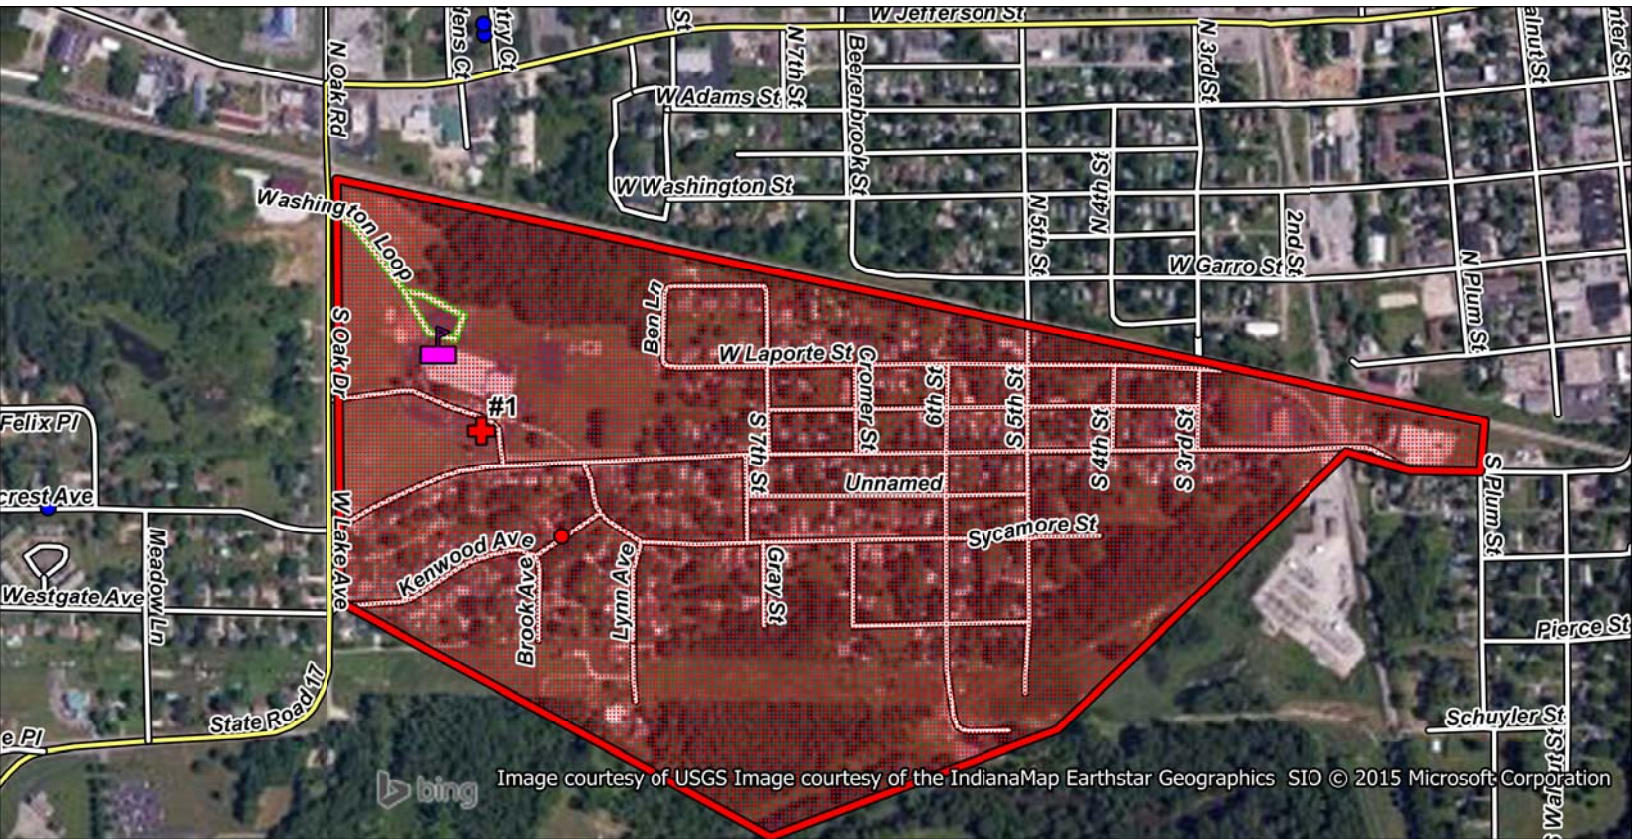 W Jefferson St
N Oak Rd
St
N 7th St
Beerenbrook St
N 3rd St
W Adams St
W Washington St
N 4th St
N 5th St
2nd St
W Garro St
N Plum St
Washington Loop
S Oak Dr
Ben Ln
W Laporte St
Cromer St
6th St
S 5th St
S 4th St
S 3rd St
S 7th St
#1
Felix Pl
crest Ave
W Lake Ave
Unnamed
Sycamore St
S Plum St
Kenwood Ave
Brook Ave
Lynn Ave
Gray St
Meadow Ln
Westgate Ave
Pierce St
State Road 17
Schuyler St
e Pl
bing
Image courtesy of USGS Image courtesy of the IndianaMap Earthstar Geographics SIO © 2015 Microsoft Corporation